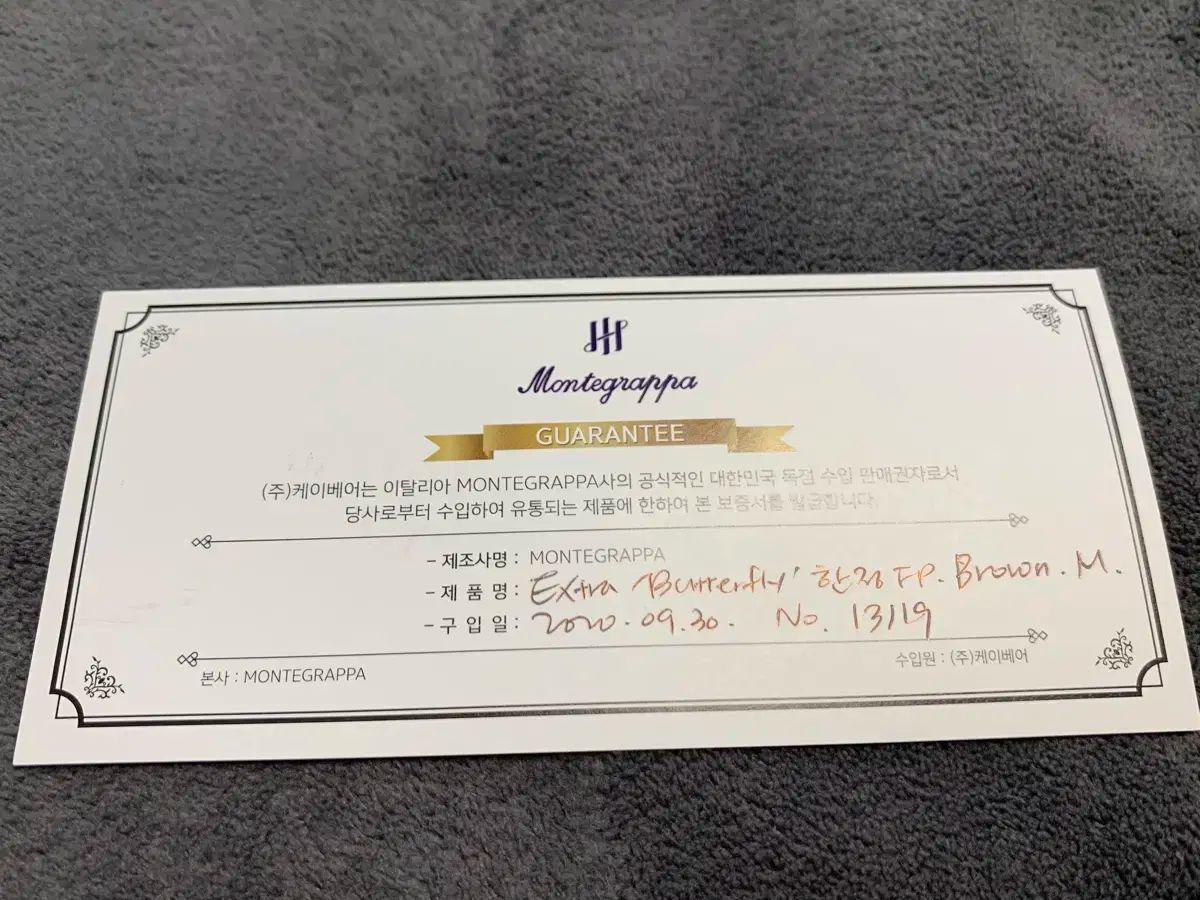 Montegrappa
GUARANTEE
(주)케이베어는 이탈리아 MONTEGRAPPA사의 공식적인 대한민국 독점 수입 판매권자로서
당사로부터 수입하여 유통되는 제품에 한하여 본 보증서를 발급합니다.
- 제조사명 : MONTEGRAPPA
- 제 품 명 : Extra 'Butterfly' 한정 FP. Brown. M.
- 구 입 일 : 2020. 09.30. No. 13/19
본사 : MONTEGRAPPA
수입원 : (주)케이베어